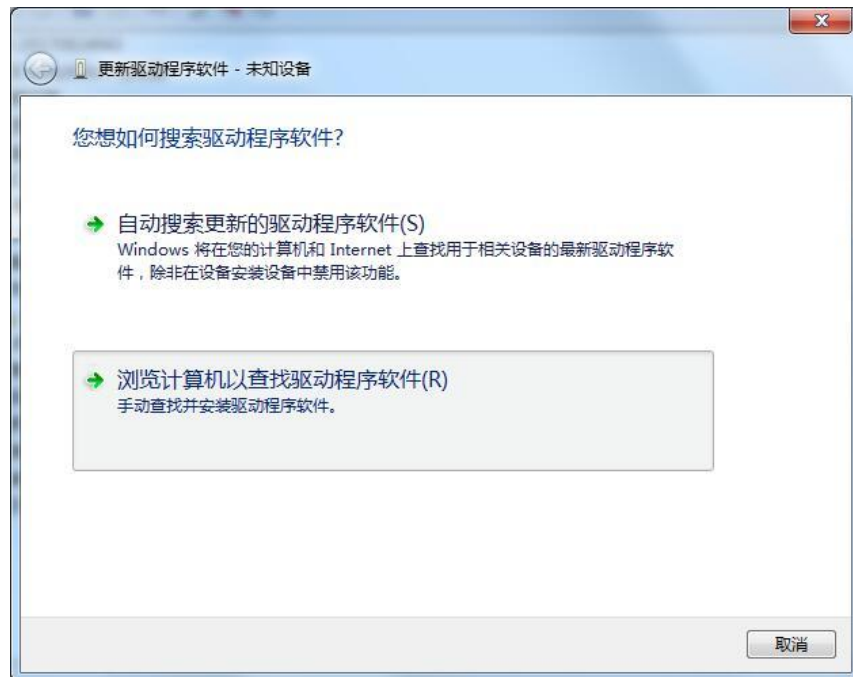 更新驱动程序软件 - 未知设备
您想如何搜索驱动程序软件?
自动搜索更新的驱动程序软件(S)
Windows 将在您的计算机和 Internet 上查找用于相关设备的最新驱动程序软
件，除非在设备安装设备中禁用该功能。
浏览计算机以查找驱动程序软件(R)
手动查找并安装驱动程序软件。
取消